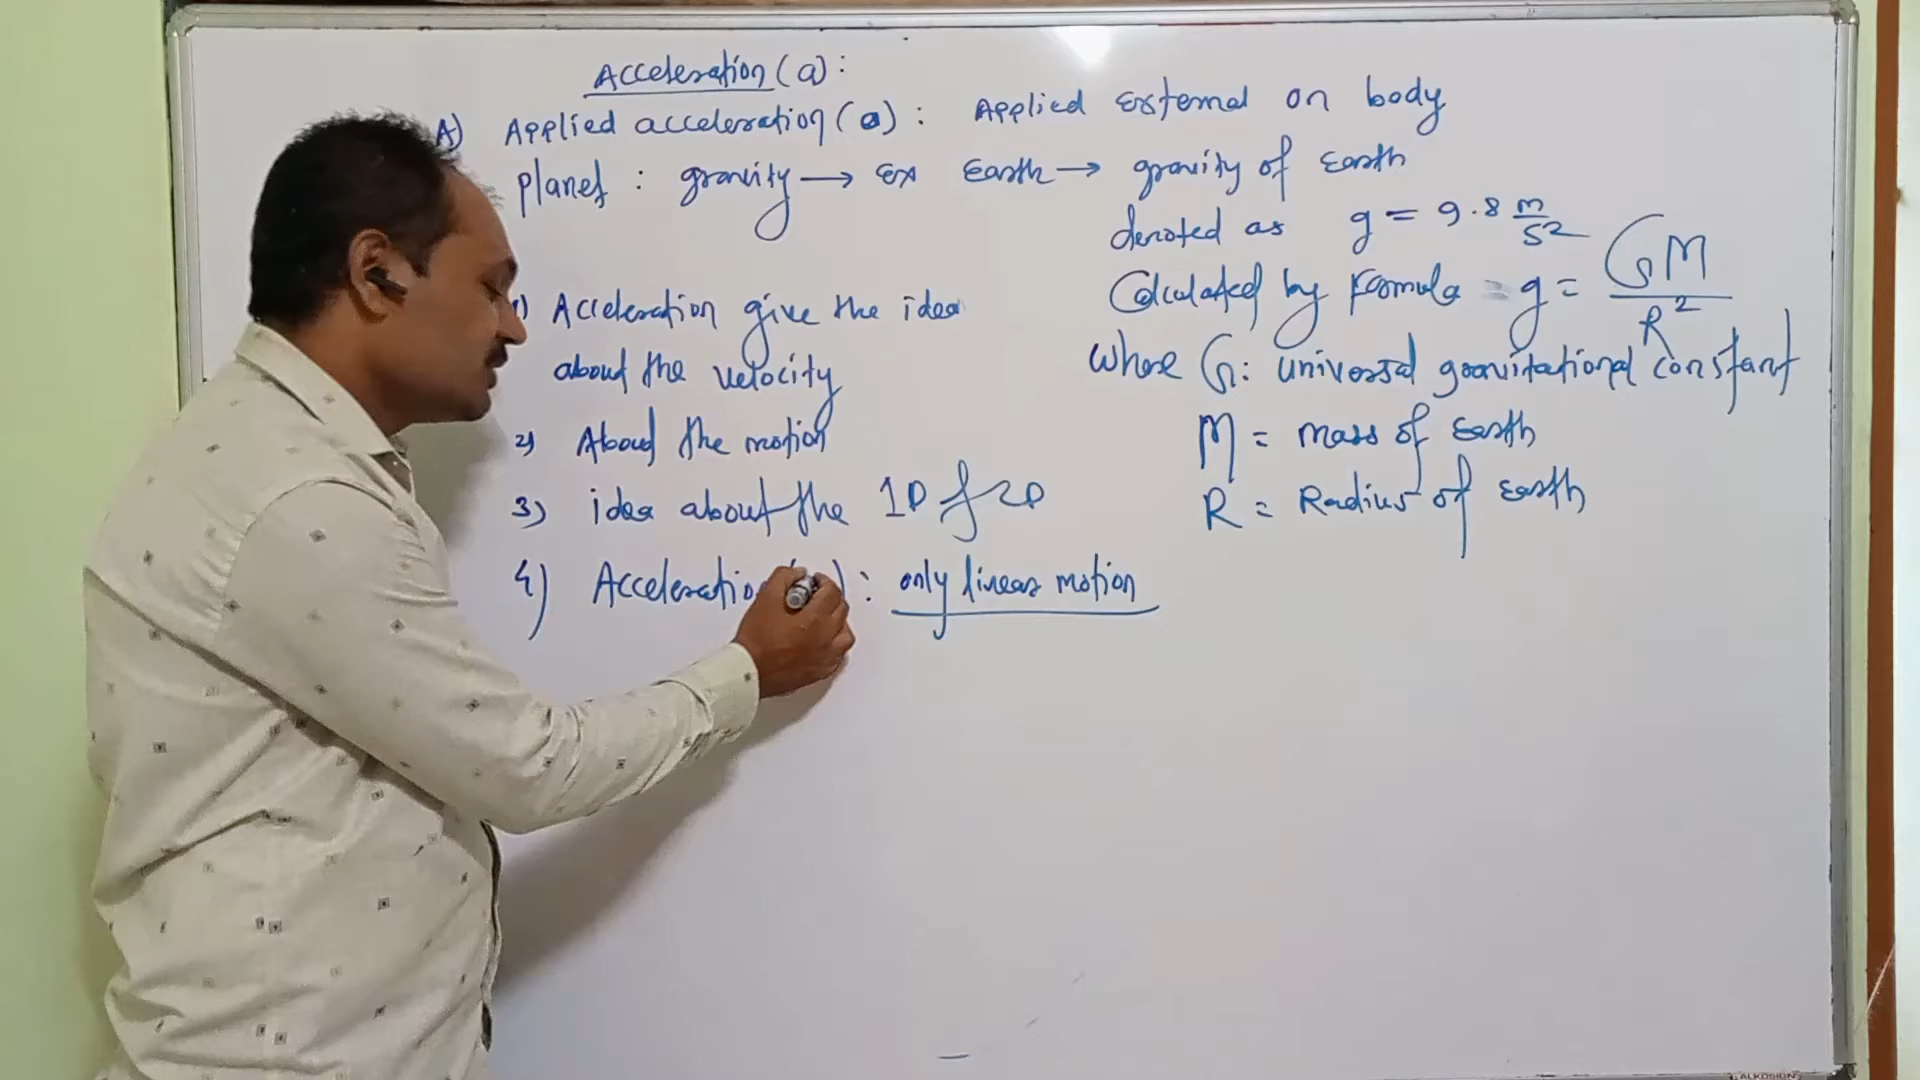 Acceleration (a):
A) Applied acceleration (a) : Applied external on body
planet : gravity → Ex Earth → gravity of Earth
denoted as g = 9.8 m/s²
Calculated by formula = g = GM/R²
where G: universal gravitational constant
M = mass of Earth
R = Radius of Earth
1) Acceleration give the idea
about the velocity
2) About the motion
3) idea about the 1D & 2D
4) Acceleration : only linear motion
ALKOSIGN